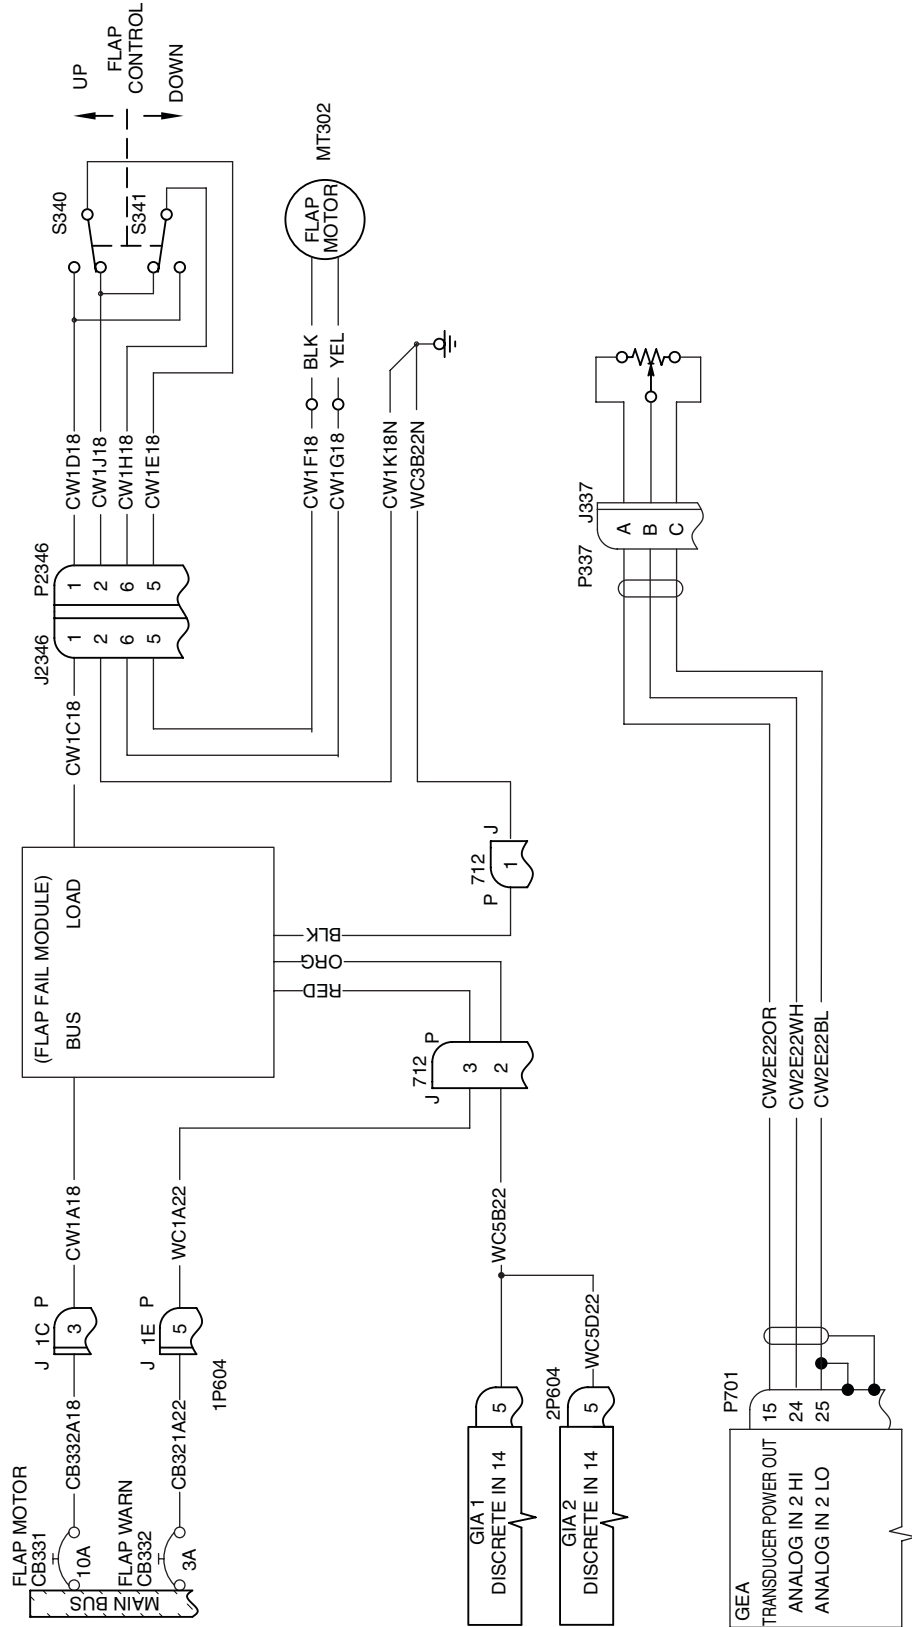 FLAP MOTOR
CB331
10A
CB332A18
J 1C P
3
CW1A18
FLAP WARN
CB332
3A
CB321A22
J 1E P
5
1P604
WC1A22
MAIN BUS
(FLAP FAIL MODULE)
BUS LOAD
RED
ORG
BLK
CW1C18
J2346 P2346
1 1
2 2
6 6
5 5
CW1D18
CW1J18
CW1H18
CW1E18
S340
S341
UP
FLAP
CONTROL
DOWN
CW1F18 BLK
CW1G18 YEL
FLAP
MOTOR
MT302
CW1K18N
WC3B22N
J 712 P
3
2
P 712 J
1
WC5B22
WC5D22
GIA 1
DISCRETE IN 14
5
2P604
GIA 2
DISCRETE IN 14
5
GEA
TRANSDUCER POWER OUT
ANALOG IN 2 HI
ANALOG IN 2 LO
P701
15
24
25
CW2E22OR
CW2E22WH
CW2E22BL
P337 J337
A
B
C